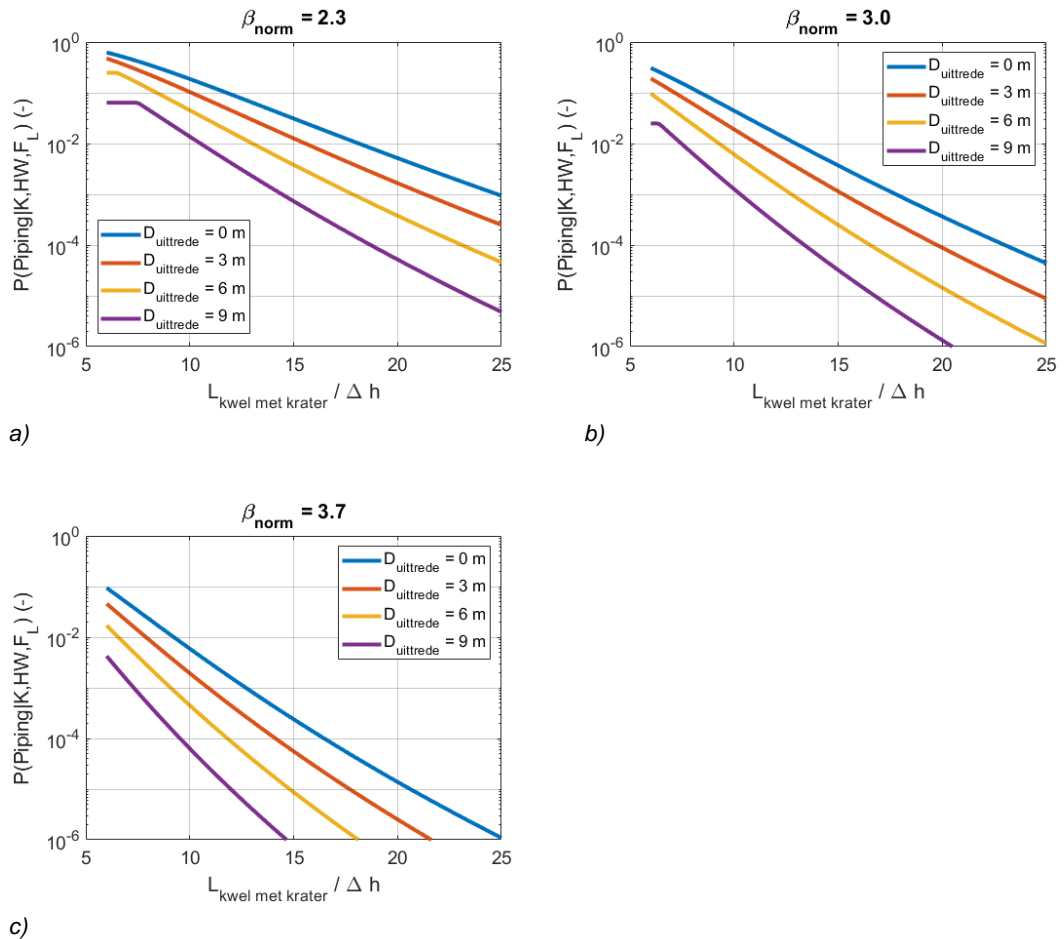 β_norm = 2.3
10^0
10^-2
10^-4
10^-6
P(Piping|K,HW,F_L) (-)
D_uittrede = 0 m
D_uittrede = 3 m
D_uittrede = 6 m
D_uittrede = 9 m
5 10 15 20 25
L_kwel met krater / Δ h
a)
β_norm = 3.0
10^0
10^-2
10^-4
10^-6
P(Piping|K,HW,F_L) (-)
D_uittrede = 0 m
D_uittrede = 3 m
D_uittrede = 6 m
D_uittrede = 9 m
5 10 15 20 25
L_kwel met krater / Δ h
b)
β_norm = 3.7
10^0
10^-2
10^-4
10^-6
P(Piping|K,HW,F_L) (-)
D_uittrede = 0 m
D_uittrede = 3 m
D_uittrede = 6 m
D_uittrede = 9 m
5 10 15 20 25
L_kwel met krater / Δ h
c)